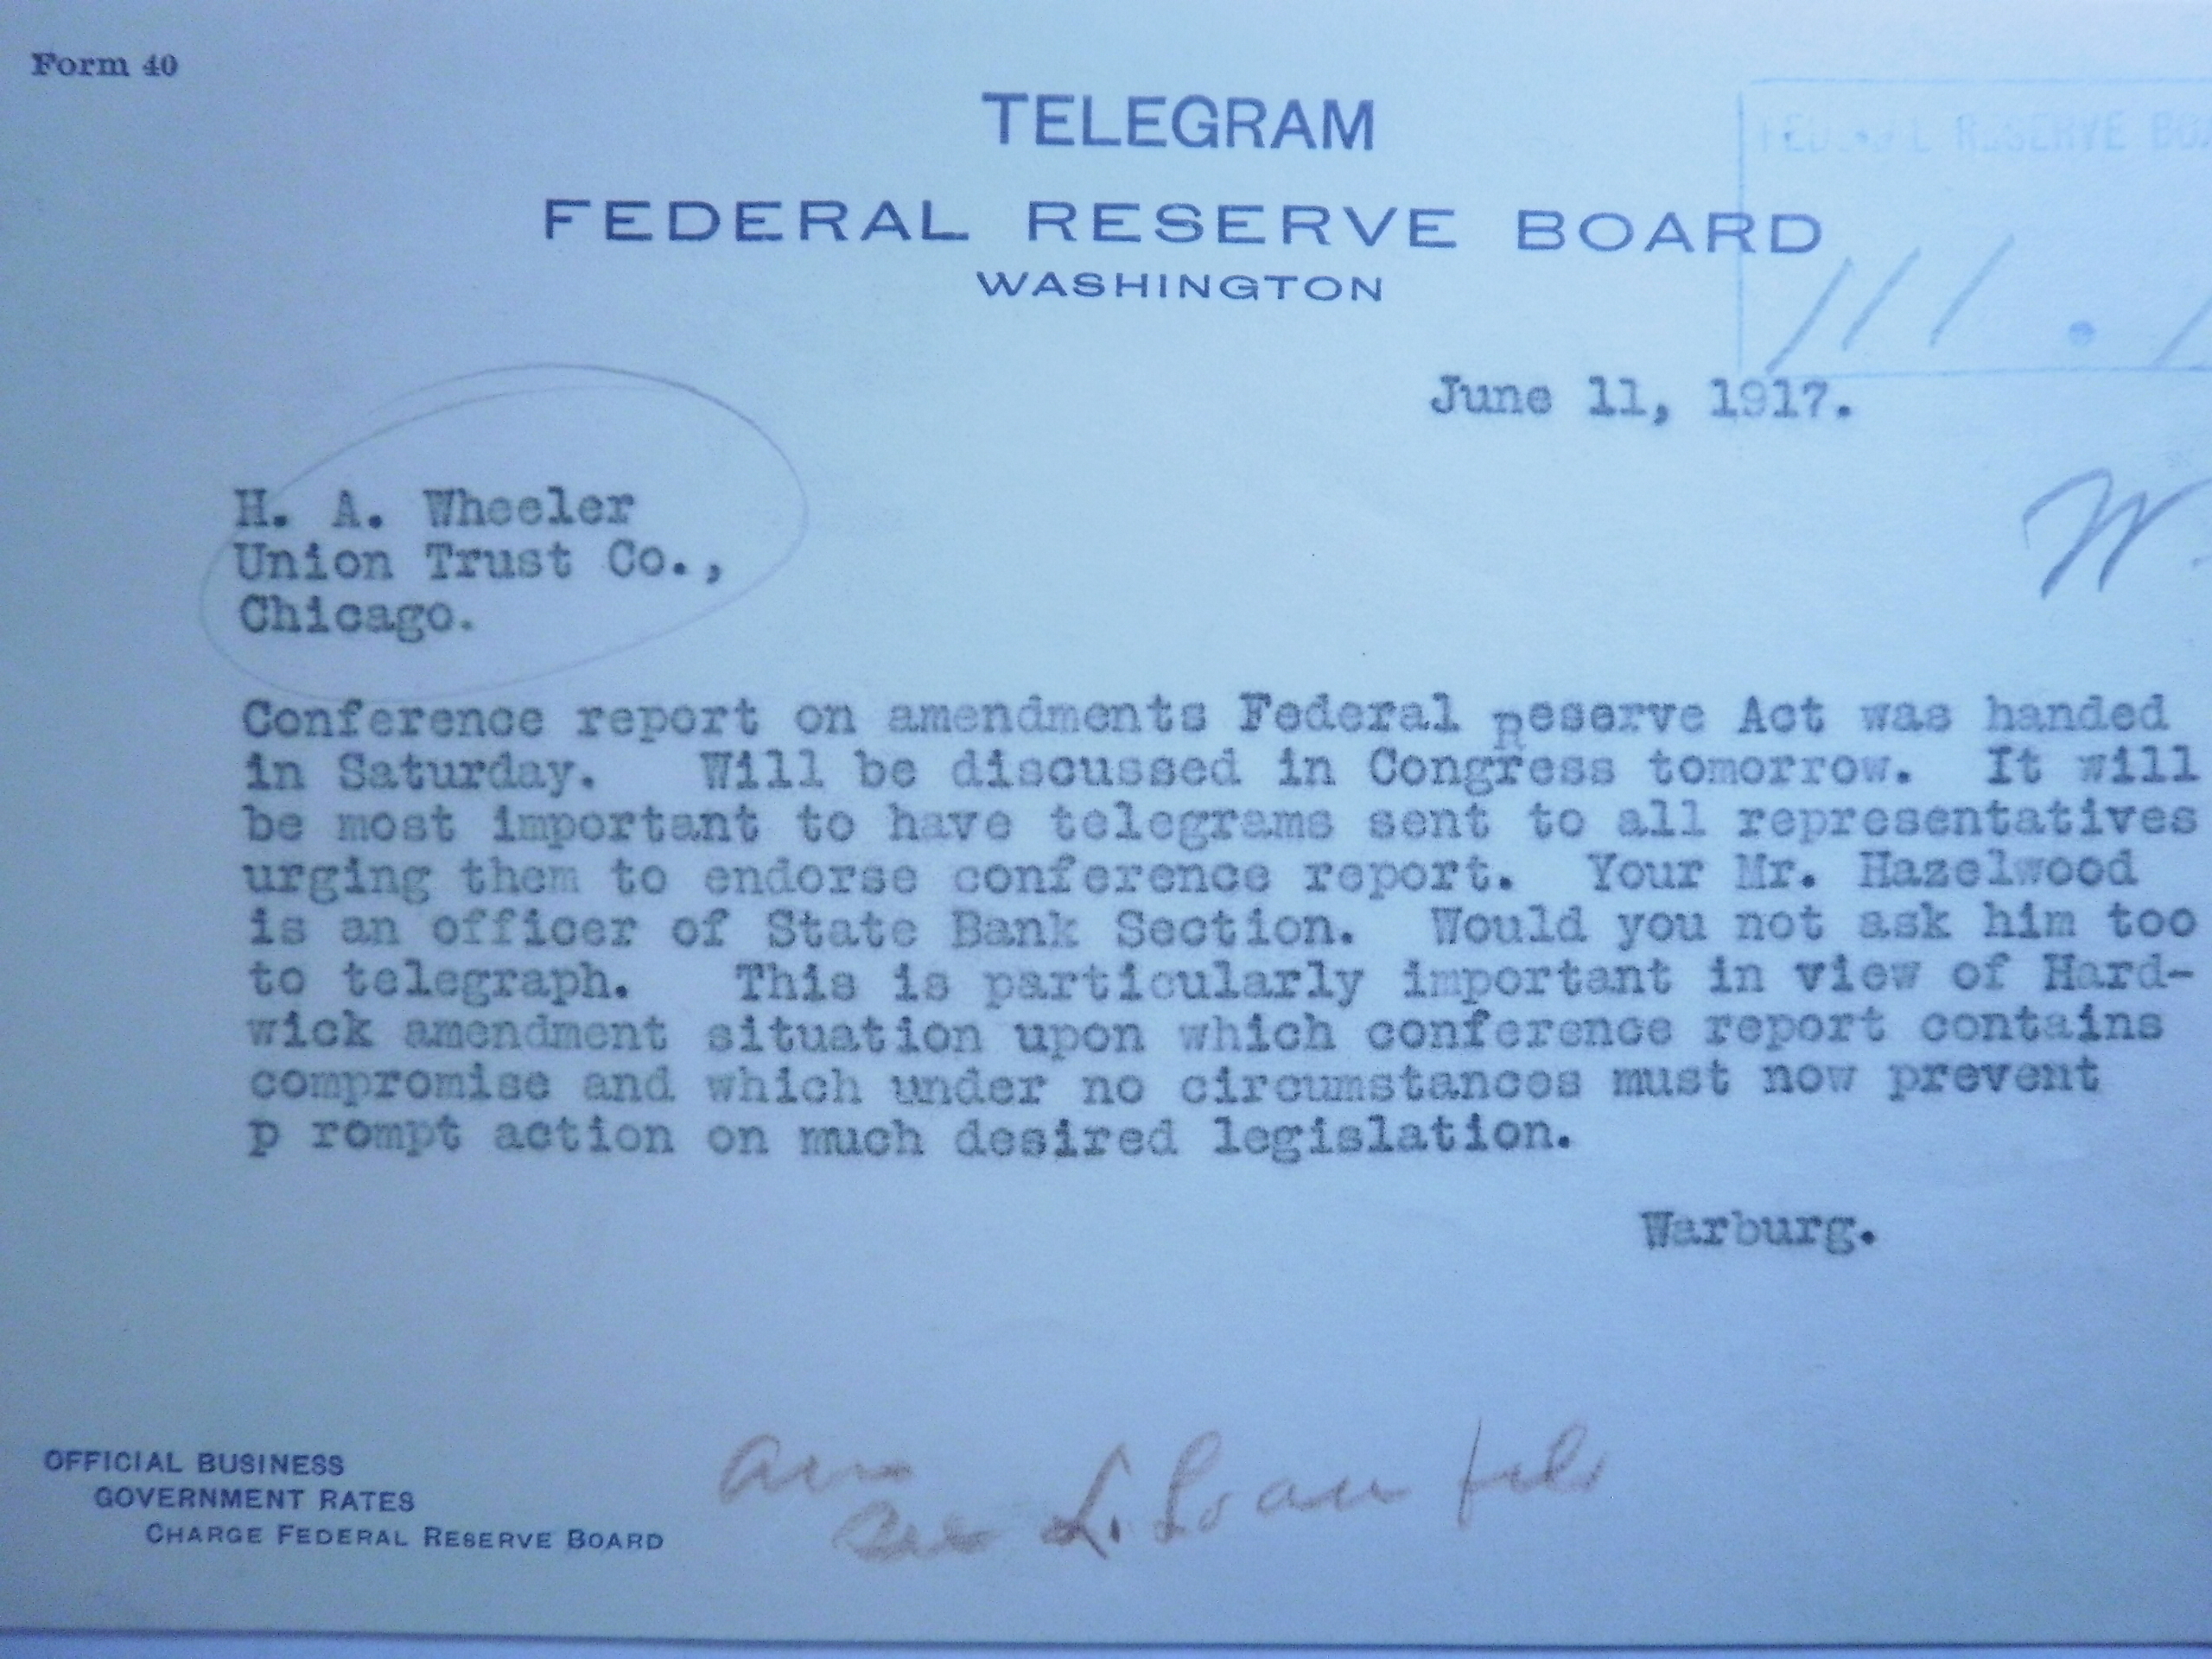 Form 40
TELEGRAM
FEDERAL RESERVE BOARD
WASHINGTON
FEDERAL RESERVE
111.
June 11, 1917.
W.
H. A. Wheeler
Union Trust Co.,
Chicago.
Conference report on amendments Federal Reserve Act was handed
in Saturday. Will be discussed in Congress tomorrow. It will
be most important to have telegrams sent to all representatives
urging them to endorse conference report. Your Mr. Hazelwood
is an officer of State Bank Section. Would you not ask him too
to telegraph. This is particularly important in view of Hard-
wick amendment situation upon which conference report contains
compromise and which under no circumstances must now prevent
p rompt action on much desired legislation.
Warburg.
L. Loan
OFFICIAL BUSINESS
GOVERNMENT RATES
CHARGE FEDERAL RESERVE BOARD